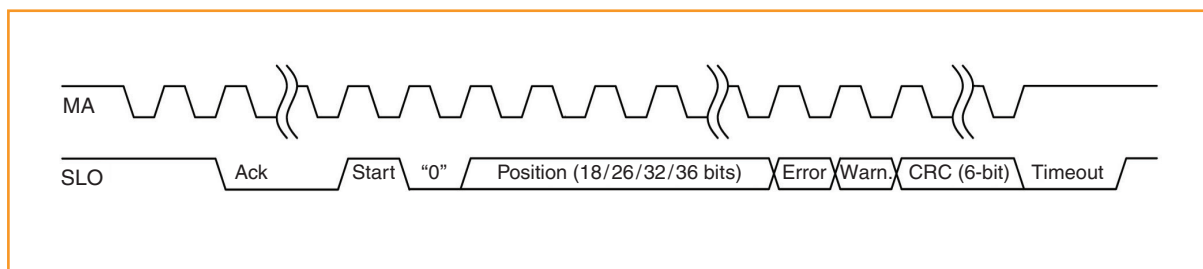 MA
SLO Ack Start “0” Position (18/26/32/36 bits) Error Warn. CRC (6-bit) Timeout